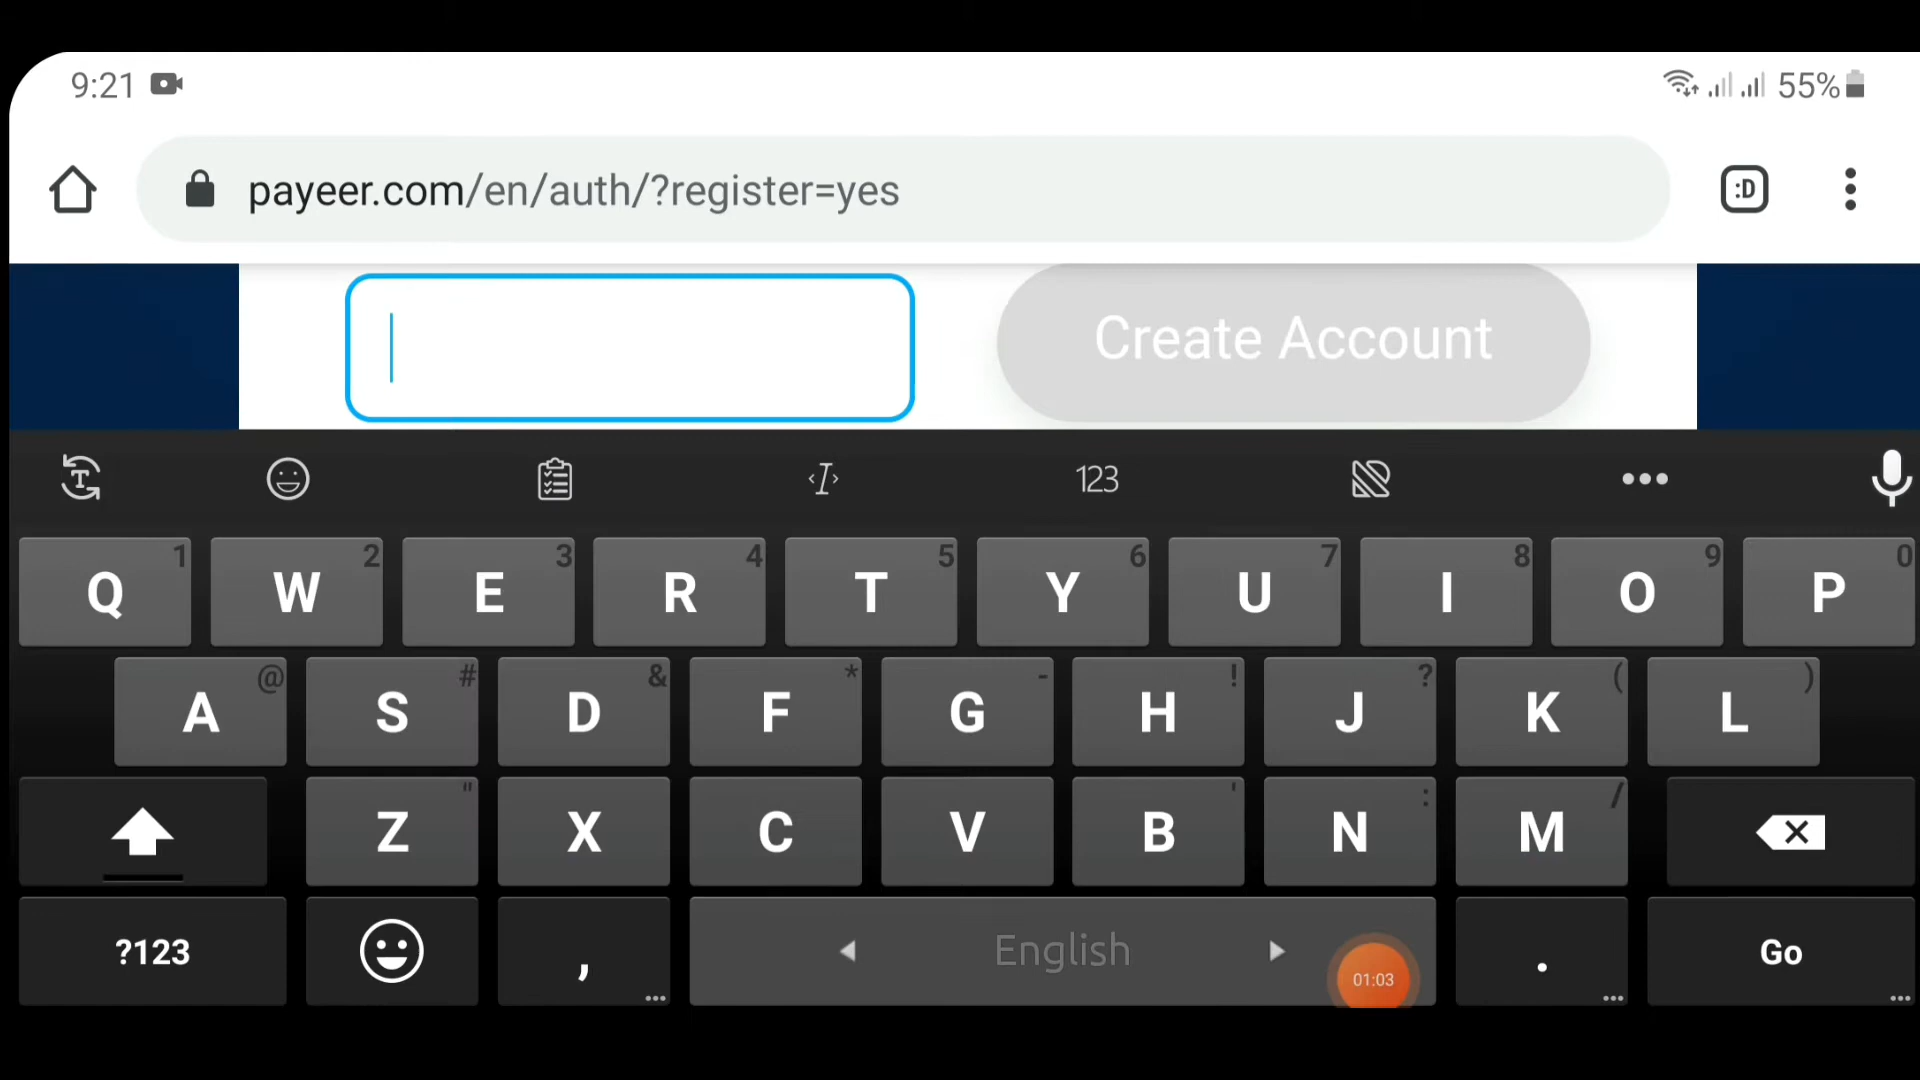 9:21 55%
payeer.com/en/auth/?register=yes :D
Create Account
123
Q 1 W 2 E 3 R 4 T 5 Y 6 U 7 I 8 O 9 P 0
A @ S # D & F * G - H ! J ? K ( L )
Z " X C V B ' N : M /
?123 , ... English 01:03 . ... Go ...